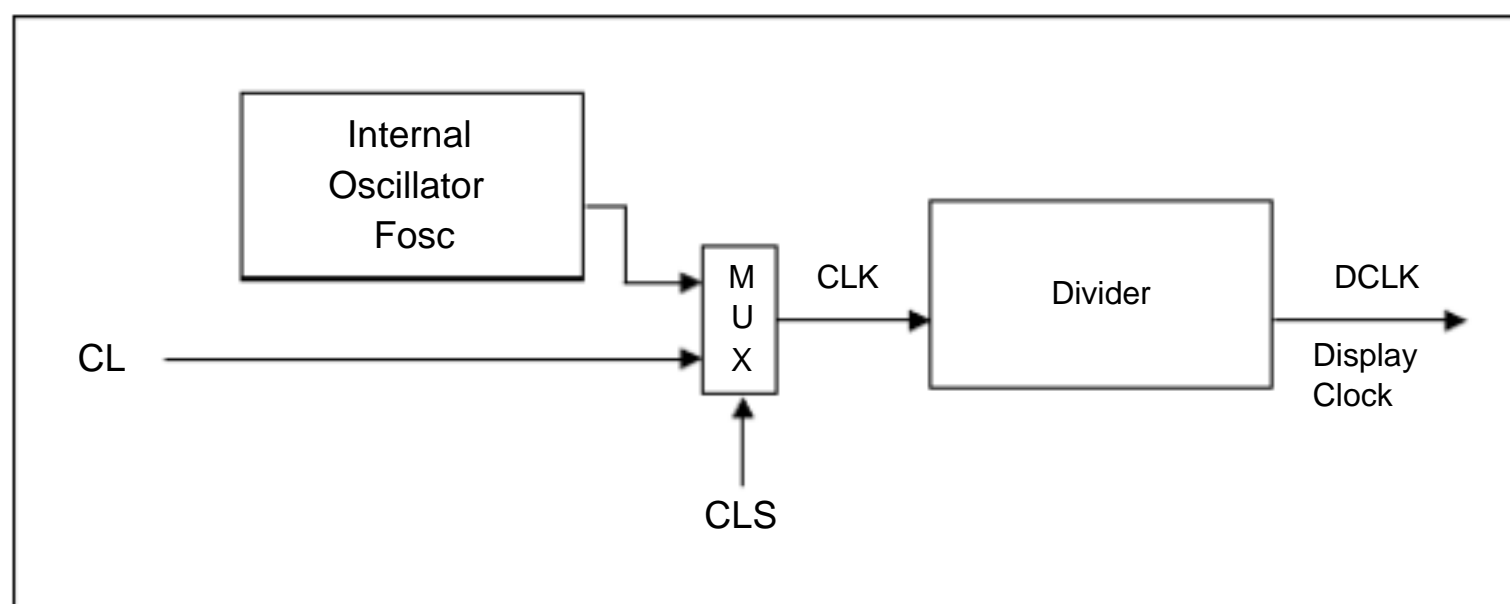 Internal
Oscillator
Fosc
M
U
X
CLK
Divider
DCLK
Display
Clock
CL
CLS